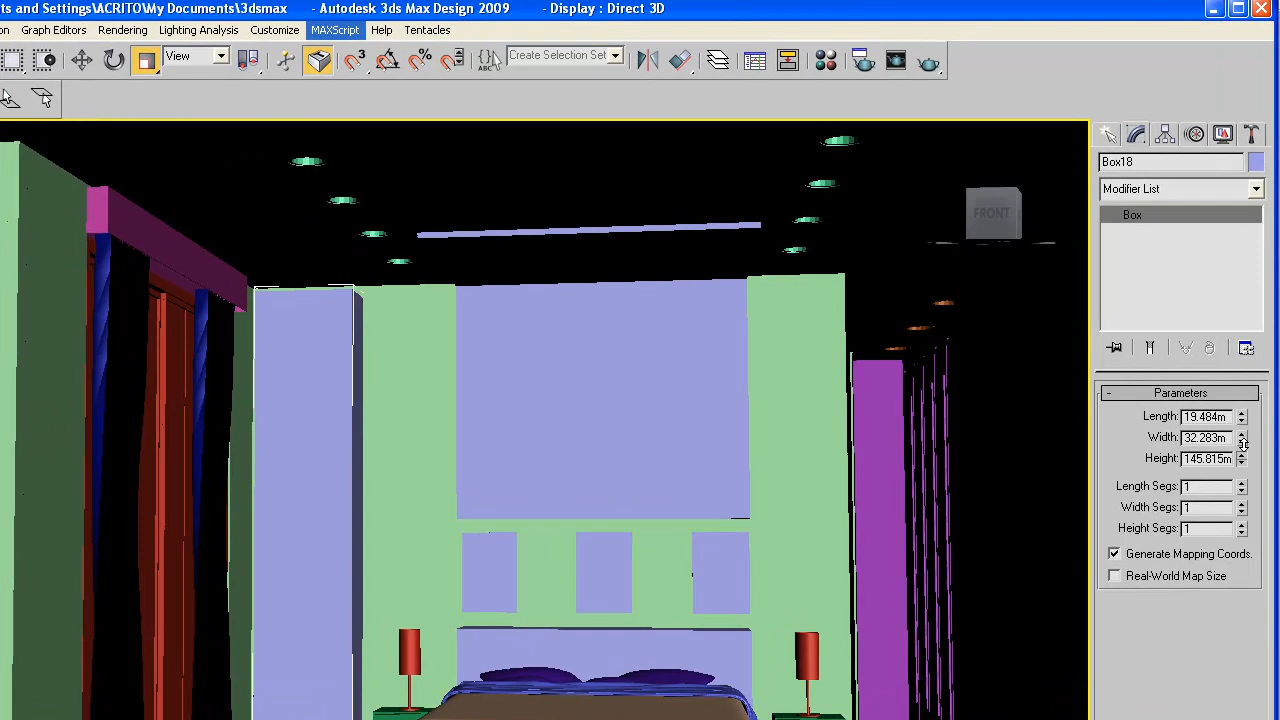 ts and Settings\ACRITO\My Documents\3dsmax - Autodesk 3ds Max Design 2009 - Display : Direct 3D
on Graph Editors Rendering Lighting Analysis Customize MAXScript Help Tentacles
View
3 % ABC Create Selection Set
FRONT
Box18
Modifier List
Box
- Parameters
Length: 19.484m
Width: 32.283m
Height: 145.815m
Length Segs: 1
Width Segs: 1
Height Segs: 1
Generate Mapping Coords.
Real-World Map Size